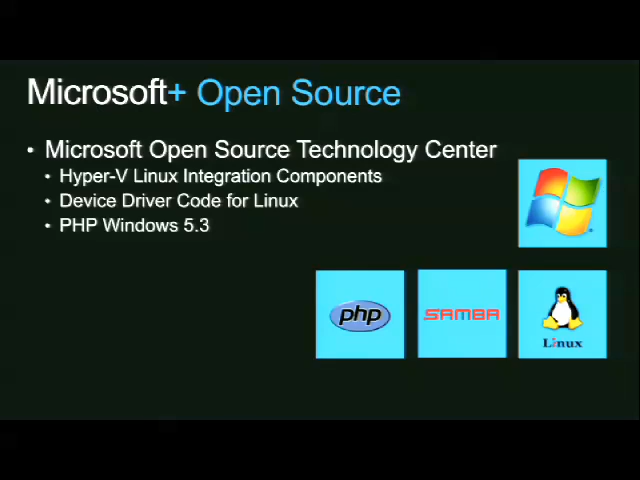 Microsoft+ Open Source
• Microsoft Open Source Technology Center
• Hyper-V Linux Integration Components
• Device Driver Code for Linux
• PHP Windows 5.3
php
SAMBA
Linux